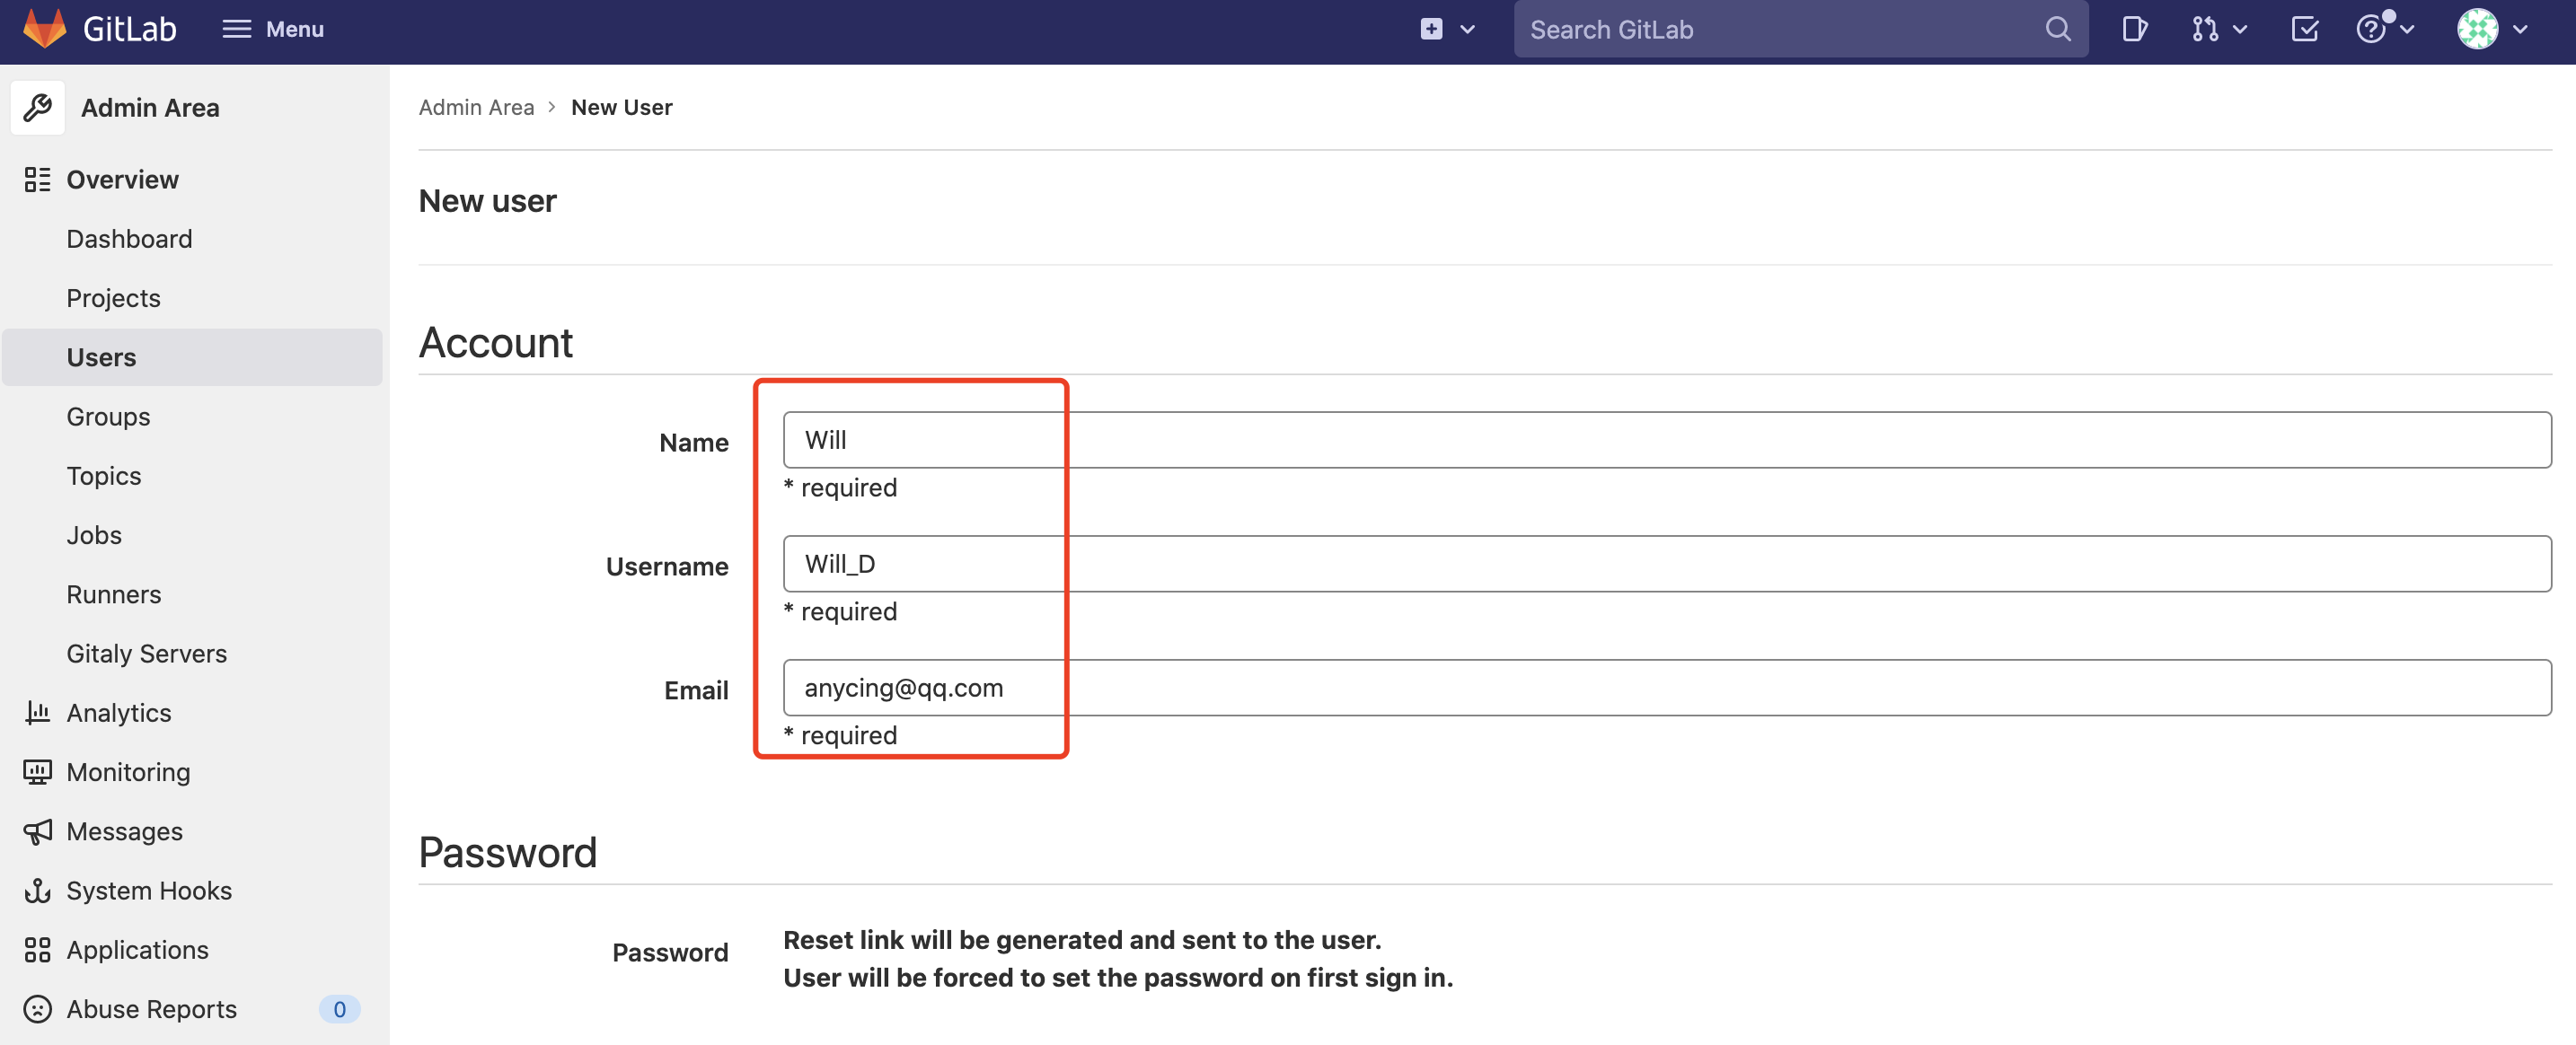 GitLab
Menu
Search GitLab
Admin Area
Overview
Dashboard
Projects
Users
Groups
Topics
Jobs
Runners
Gitaly Servers
Analytics
Monitoring
Messages
System Hooks
Applications
Abuse Reports 0
Admin Area > New User
New user
Account
Name Will
* required
Username Will_D
* required
Email anycing@qq.com
* required
Password
Password Reset link will be generated and sent to the user.
User will be forced to set the password on first sign in.